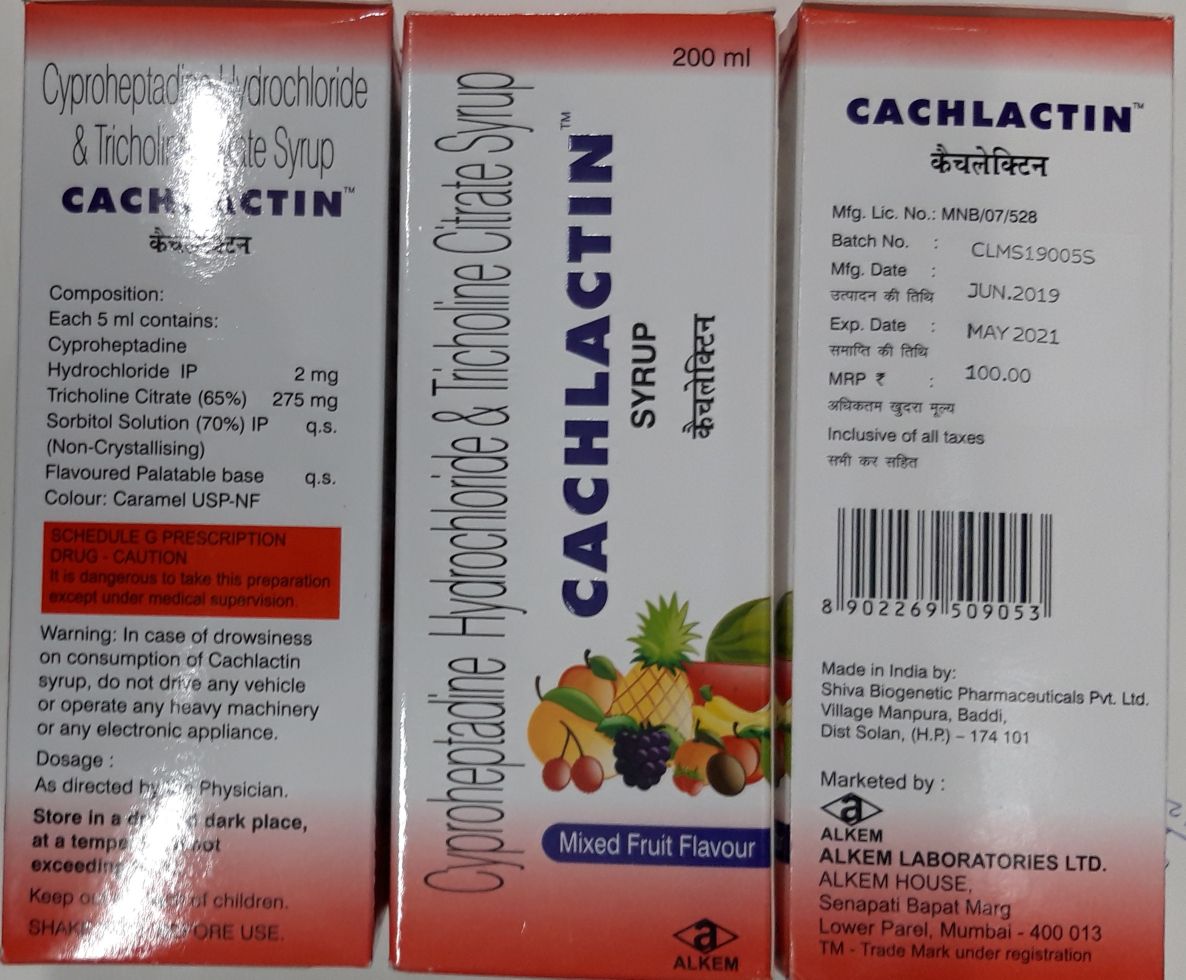 Cyproheptadine Hydrochloride
& Tricholine Citrate Syrup
CACHLACTIN™
कैचलेक्टिन
Composition:
Each 5 ml contains:
Cyproheptadine
Hydrochloride IP 2 mg
Tricholine Citrate (65%) 275 mg
Sorbitol Solution (70%) IP q.s.
(Non-Crystallising)
Flavoured Palatable base q.s.
Colour: Caramel USP-NF
SCHEDULE G PRESCRIPTION
DRUG - CAUTION
It is dangerous to take this preparation
except under medical supervision.
Warning: In case of drowsiness
on consumption of Cachlactin
syrup, do not drive any vehicle
or operate any heavy machinery
or any electronic appliance.
Dosage :
As directed by the Physician.
Store in a dark place,
at a not
exceeding
Keep of children.
BEFORE USE.
200 ml
Cyproheptadine Hydrochloride & Tricholine Citrate Syrup
CACHLACTIN™
SYRUP
कैचलेक्टिन
Mixed Fruit Flavour
a
ALKEM
CACHLACTIN™
कैचलेक्टिन
Mfg. Lic. No.: MNB/07/528
Batch No. : CLMS19005S
Mfg. Date : JUN.2019
उत्पादन की तिथि
Exp. Date : MAY 2021
समाप्ति की तिथि
MRP ₹ : 100.00
अधिकतम खुदरा मूल्य
Inclusive of all taxes
सभी कर सहित
8 902269 509053
Made in India by:
Shiva Biogenetic Pharmaceuticals Pvt. Ltd.
Village Manpura, Baddi,
Dist Solan, (H.P.) – 174 101
Marketed by :
a
ALKEM
ALKEM LABORATORIES LTD.
ALKEM HOUSE,
Senapati Bapat Marg
Lower Parel, Mumbai - 400 013
TM - Trade Mark under registration